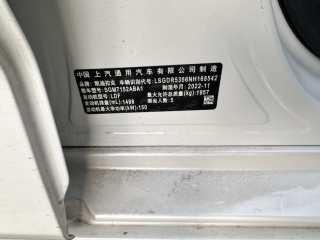 中国上汽通用汽车有限公司制造
品牌：凯迪拉克 车辆识别代号：LSGDR5356NH168542
整车型号：SGM7152ABA1 制造年月：2022-11
发动机型号：LDF 最大允许总质量(kg)：1957
发动机排量(mL)：1498 乘坐人数：5
发动机最大净功率(kW)：150